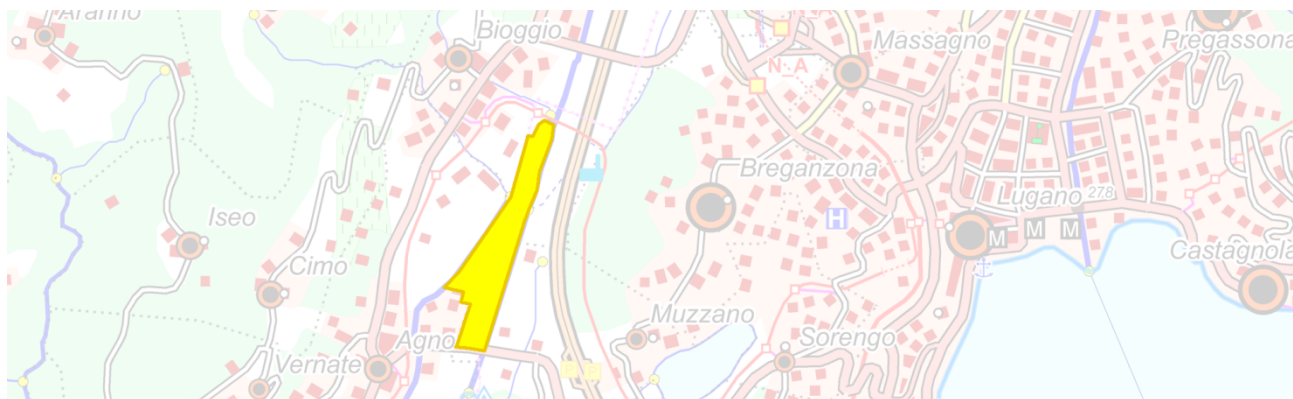 Aranno
Bioggio
Massagno
Pregassona
N_A
Breganzona
Iseo
H
Lugano 278
M M M
Cimo
Castagnola
Muzzano
Agno
Sorengo
Vernate
P P